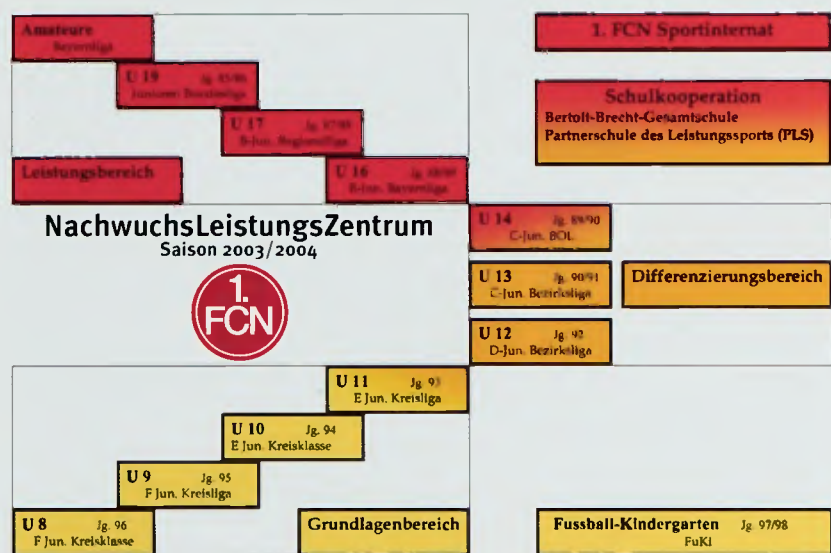 Amateure
Bayernliga
1. FCN Sportinternat
U 19 Jg. 85/86
Junioren Bundesliga
Schulkooperation
Bertolt-Brecht-Gesamtschule
Partnerschule des Leistungssports (PLS)
U 17 Jg. 87/88
B-Jun. Regionalliga
Leistungsbereich
U 16 Jg. 88/89
B-Jun. Bayernliga
NachwuchsLeistungsZentrum
Saison 2003/2004
1.
FCN
U 14 Jg. 89/90
C-Jun. BOL
U 13 Jg. 90/91
C-Jun. Bezirksliga
Differenzierungsbereich
U 12 Jg. 92
D-Jun. Bezirksliga
U 11 Jg. 93
E Jun. Kreisliga
U 10 Jg. 94
E Jun. Kreisklasse
U 9 Jg. 95
F Jun. Kreisliga
U 8 Jg. 96
F Jun. Kreisklasse
Grundlagenbereich
Fussball-Kindergarten Jg. 97/98
FuKi